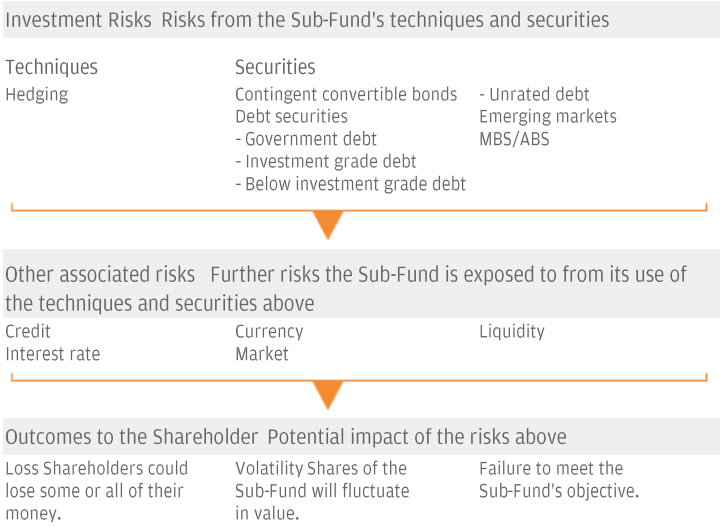 Investment Risks Risks from the Sub-Fund's techniques and securities
Techniques
Hedging
Securities
Contingent convertible bonds
Debt securities
- Government debt
- Investment grade debt
- Below investment grade debt
- Unrated debt
Emerging markets
MBS/ABS
Other associated risks Further risks the Sub-Fund is exposed to from its use of
the techniques and securities above
Credit
Interest rate
Currency
Market
Liquidity
Outcomes to the Shareholder Potential impact of the risks above
Loss Shareholders could
lose some or all of their
money.
Volatility Shares of the
Sub-Fund will fluctuate
in value.
Failure to meet the
Sub-Fund's objective.